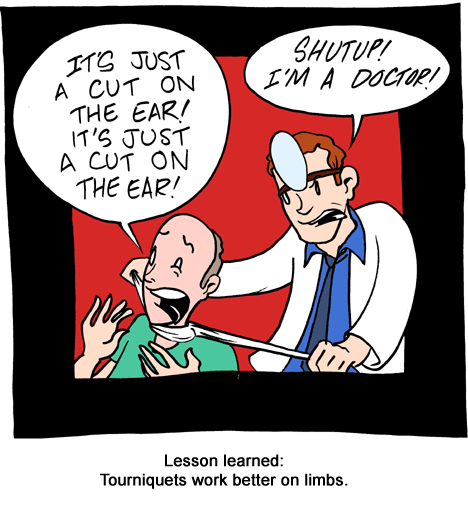 IT'S JUST
A CUT ON
THE EAR!
IT'S JUST
A CUT ON
THE EAR!
SHUTUP!
I'M A DOCTOR!
Lesson learned:
Tourniquets work better on limbs.